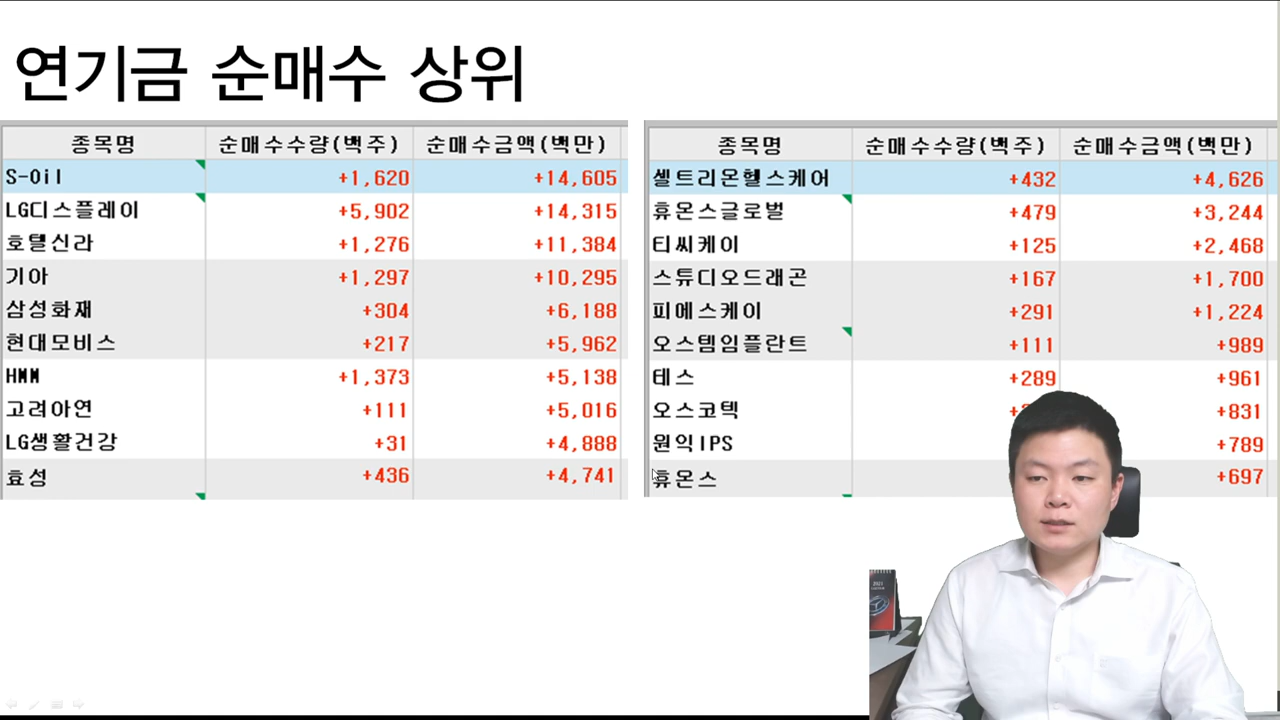 연기금 순매수 상위
종목명 순매수수량(백주) 순매수금액(백만)
S-Oil +1,620 +14,605
LG디스플레이 +5,902 +14,315
호텔신라 +1,276 +11,384
기아 +1,297 +10,295
삼성화재 +304 +6,188
현대모비스 +217 +5,962
HMM +1,373 +5,138
고려아연 +111 +5,016
LG생활건강 +31 +4,888
효성 +436 +4,741
종목명 순매수수량(백주) 순매수금액(백만)
셀트리온헬스케어 +432 +4,626
휴온스글로벌 +479 +3,244
티씨케이 +125 +2,468
스튜디오드래곤 +167 +1,700
피에스케이 +291 +1,224
오스템임플란트 +111 +989
테스 +289 +961
오스코텍 +831
원익IPS +789
휴온스 +697
2021